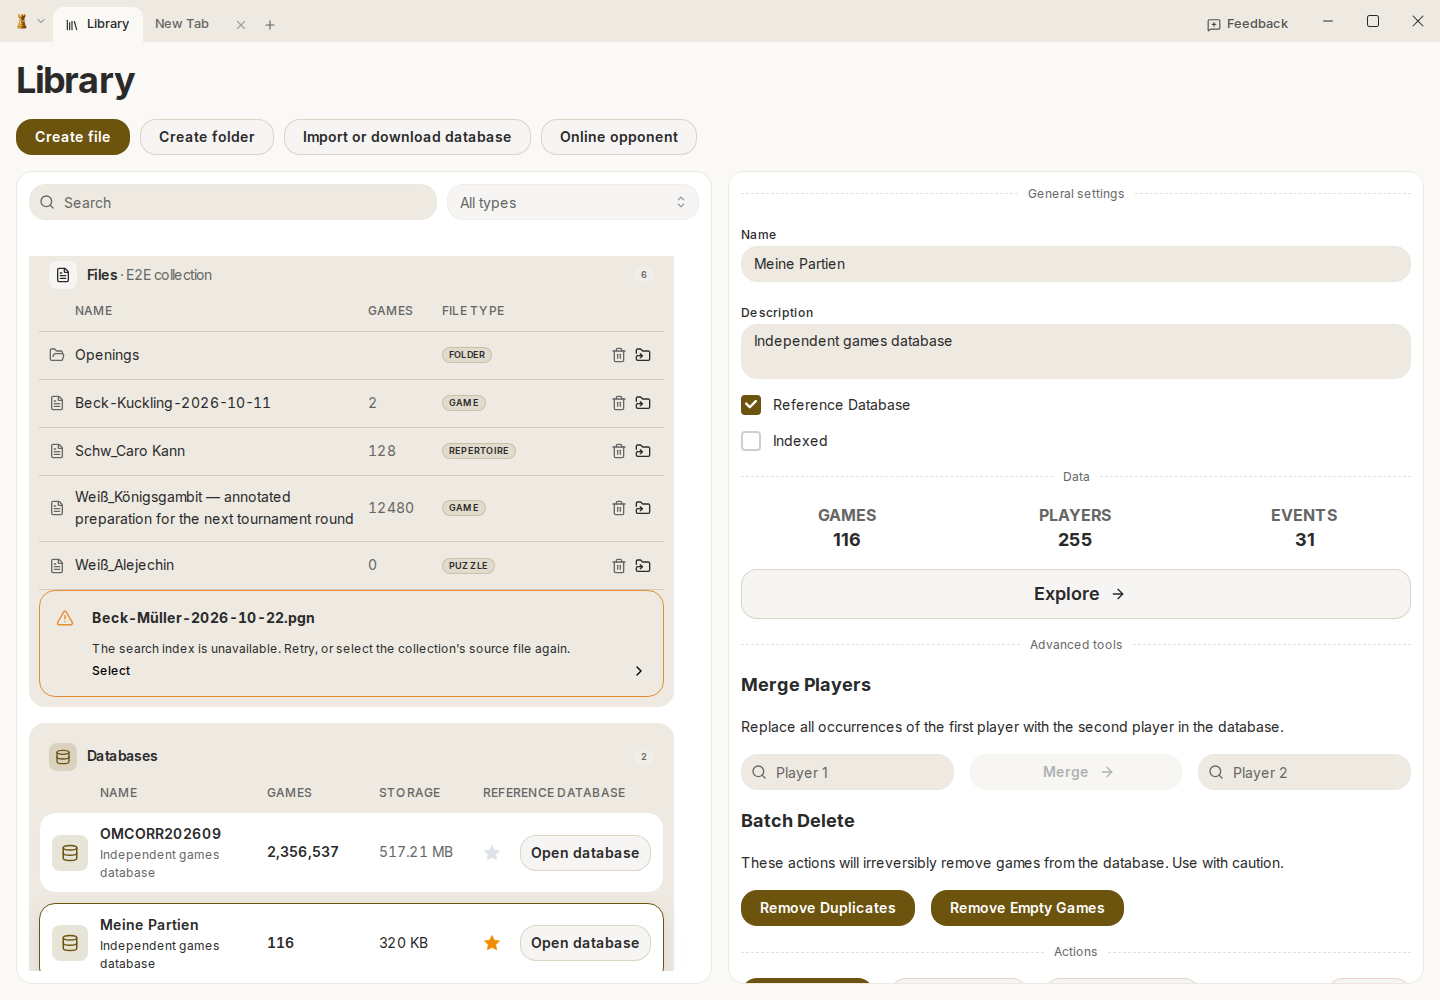 Library
New Tab
Feedback
Library
Create file
Create folder
Import or download database
Online opponent
Search
All types
Files · E2E collection
6
NAME GAMES FILE TYPE
Openings FOLDER
Beck-Kuckling-2026-10-11 2 GAME
Schw_Caro Kann 128 REPERTOIRE
Weiß_Königsgambit — annotated
preparation for the next tournament round 12480 GAME
Weiß_Alejechin 0 PUZZLE
Beck-Müller-2026-10-22.pgn
The search index is unavailable. Retry, or select the collection's source file again.
Select
Databases
2
NAME GAMES STORAGE REFERENCE DATABASE
OMCORR202609
Independent games
database
2,356,537 517.21 MB Open database
Meine Partien
Independent games
database
116 320 KB Open database
General settings
Name
Meine Partien
Description
Independent games database
Reference Database
Indexed
Data
GAMES PLAYERS EVENTS
116 255 31
Explore
Advanced tools
Merge Players
Replace all occurrences of the first player with the second player in the database.
Player 1 Merge Player 2
Batch Delete
These actions will irreversibly remove games from the database. Use with caution.
Remove Duplicates Remove Empty Games
Actions